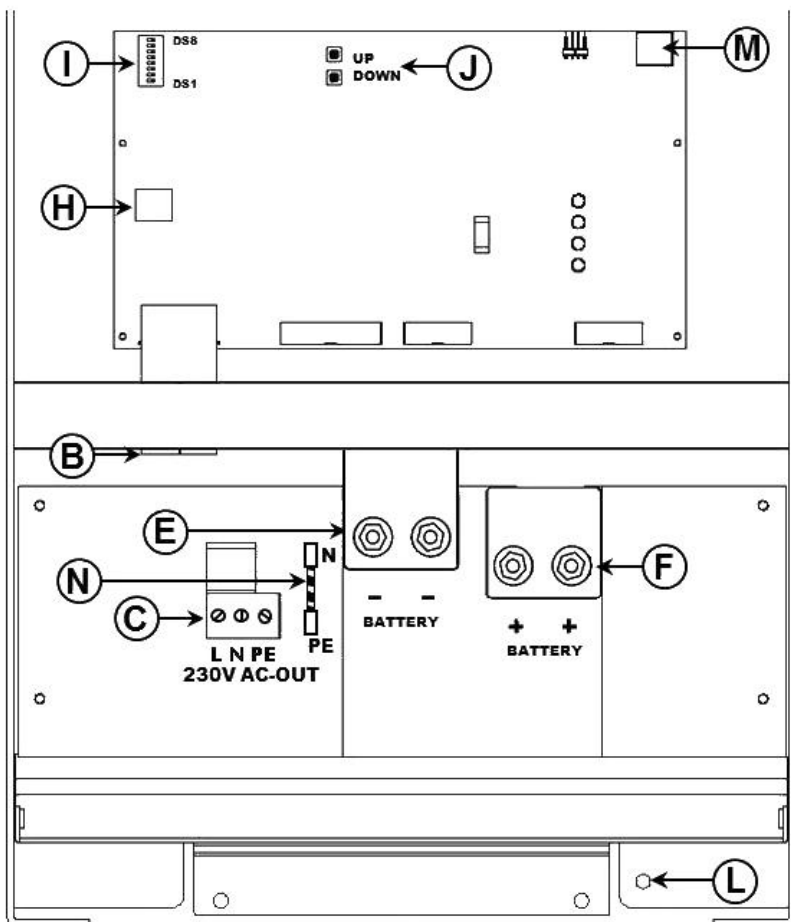 DS8
DS1
I
UP
DOWN
J
M
H
B
E
N
C
N
PE
L N PE
230V AC-OUT
- -
BATTERY
+ +
BATTERY
F
L